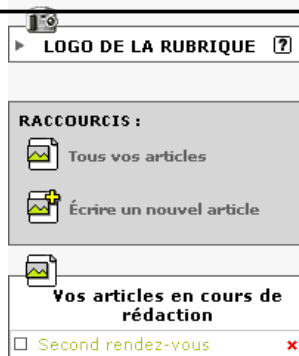 LOGO DE LA RUBRIQUE ?
RACCOURCIS :
Tous vos articles
Écrire un nouvel article
Vos articles en cours de
rédaction
Second rendez-vous